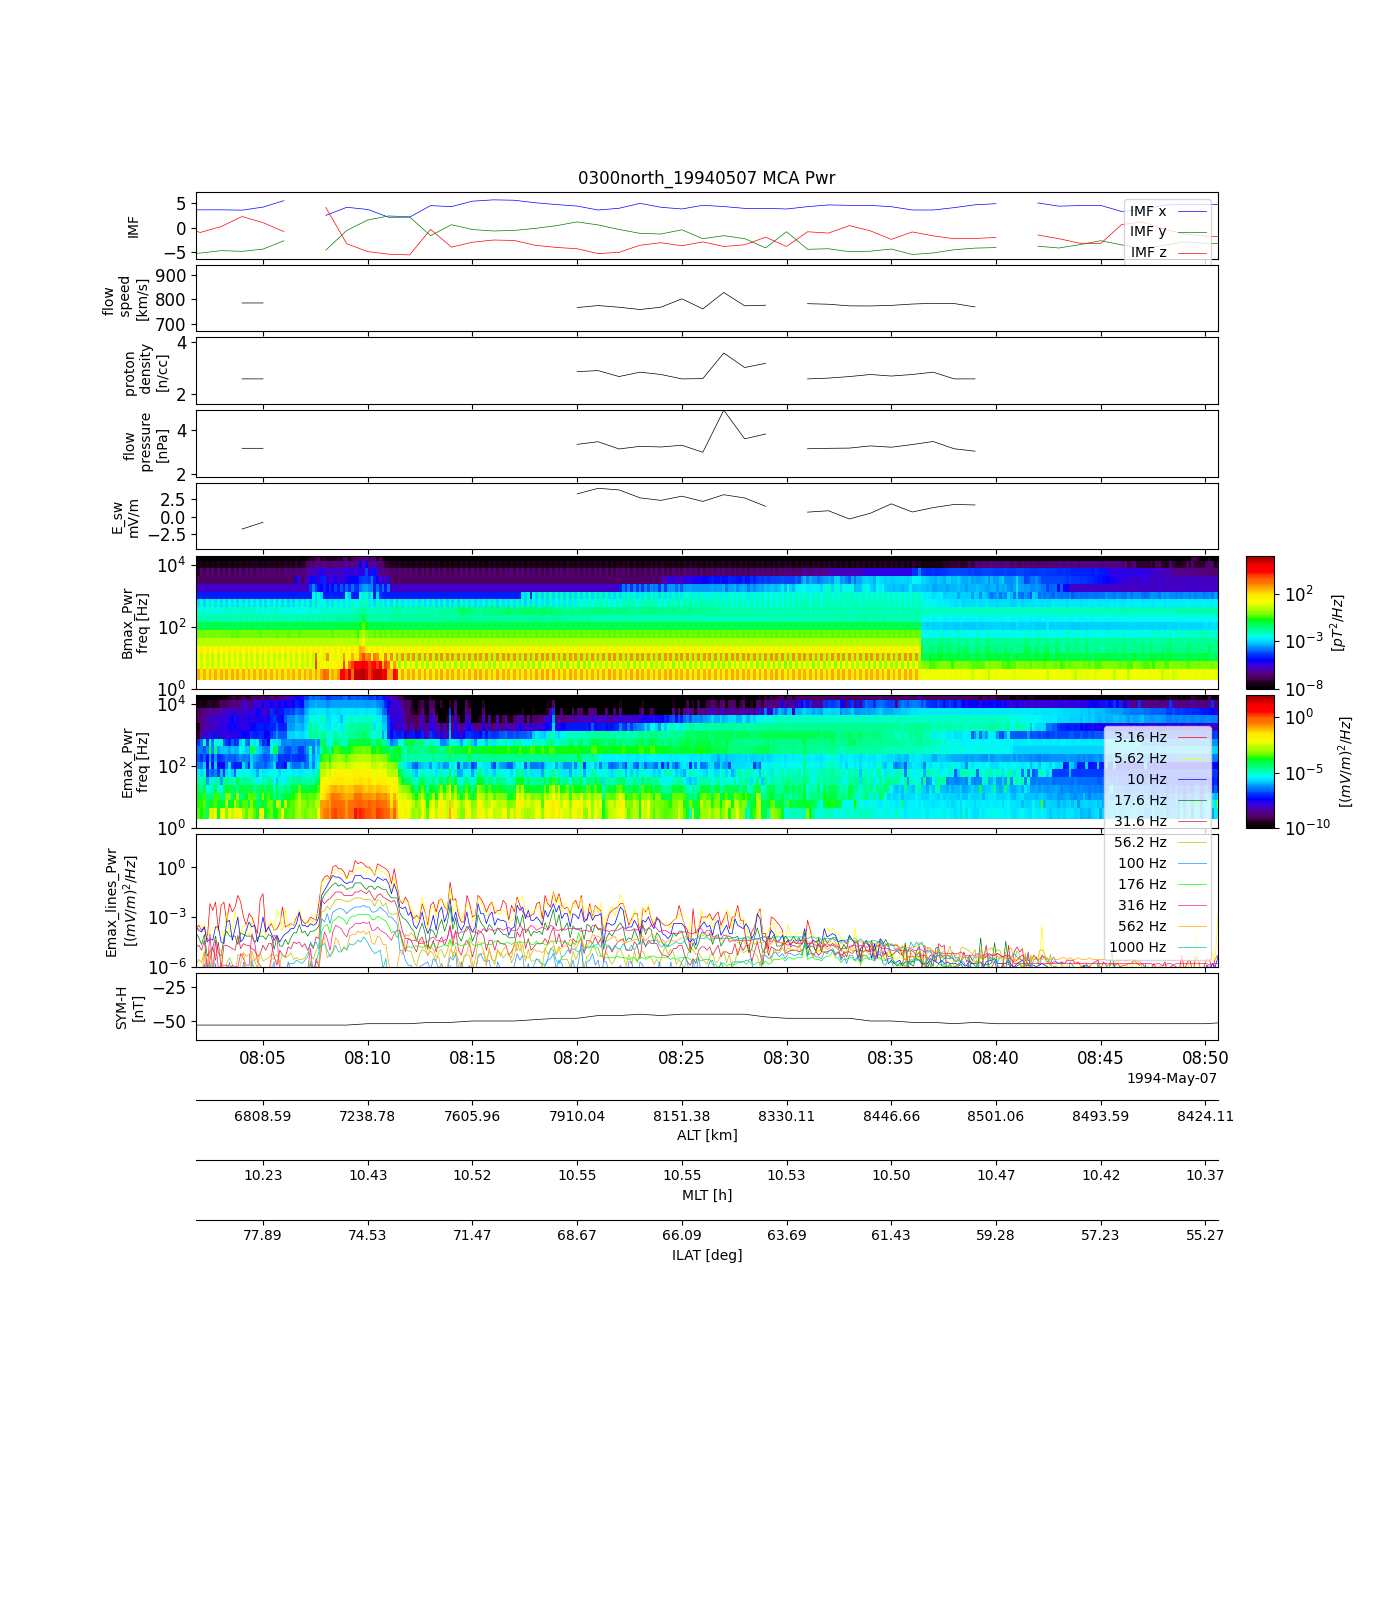 0300north_19940507 MCA Pwr
IMF
5
0
−5
IMF x
IMF y
IMF z
flow
speed
[km/s]
900
800
700
proton
density
[n/cc]
4
2
flow
pressure
[nPa]
4
2
E_sw
mV/m
2.5
0.0
−2.5
Bmax_Pwr
freq [Hz]
10^4
10^2
10^0
10^2
10^−3
10^−8
[pT^2/Hz]
Emax_Pwr
freq [Hz]
10^4
10^2
10^0
10^0
10^−5
10^−10
[(mV/m)^2/Hz]
3.16 Hz
5.62 Hz
10 Hz
17.6 Hz
31.6 Hz
56.2 Hz
100 Hz
176 Hz
316 Hz
562 Hz
1000 Hz
Emax_lines_Pwr
[(mV/m)^2/Hz]
10^0
10^−3
10^−6
SYM-H
[nT]
−25
−50
08:05 08:10 08:15 08:20 08:25 08:30 08:35 08:40 08:45 08:50
1994-May-07
6808.59 7238.78 7605.96 7910.04 8151.38 8330.11 8446.66 8501.06 8493.59 8424.11
ALT [km]
10.23 10.43 10.52 10.55 10.55 10.53 10.50 10.47 10.42 10.37
MLT [h]
77.89 74.53 71.47 68.67 66.09 63.69 61.43 59.28 57.23 55.27
ILAT [deg]